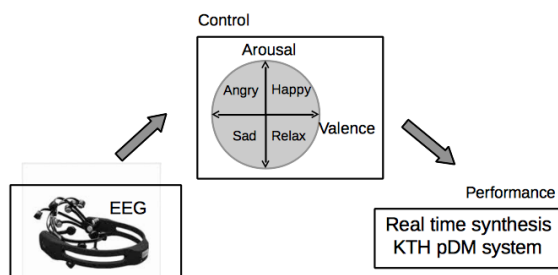 Control
Arousal
Angry Happy
Valence
Sad Relax
EEG
Performance
Real time synthesis
KTH pDM system